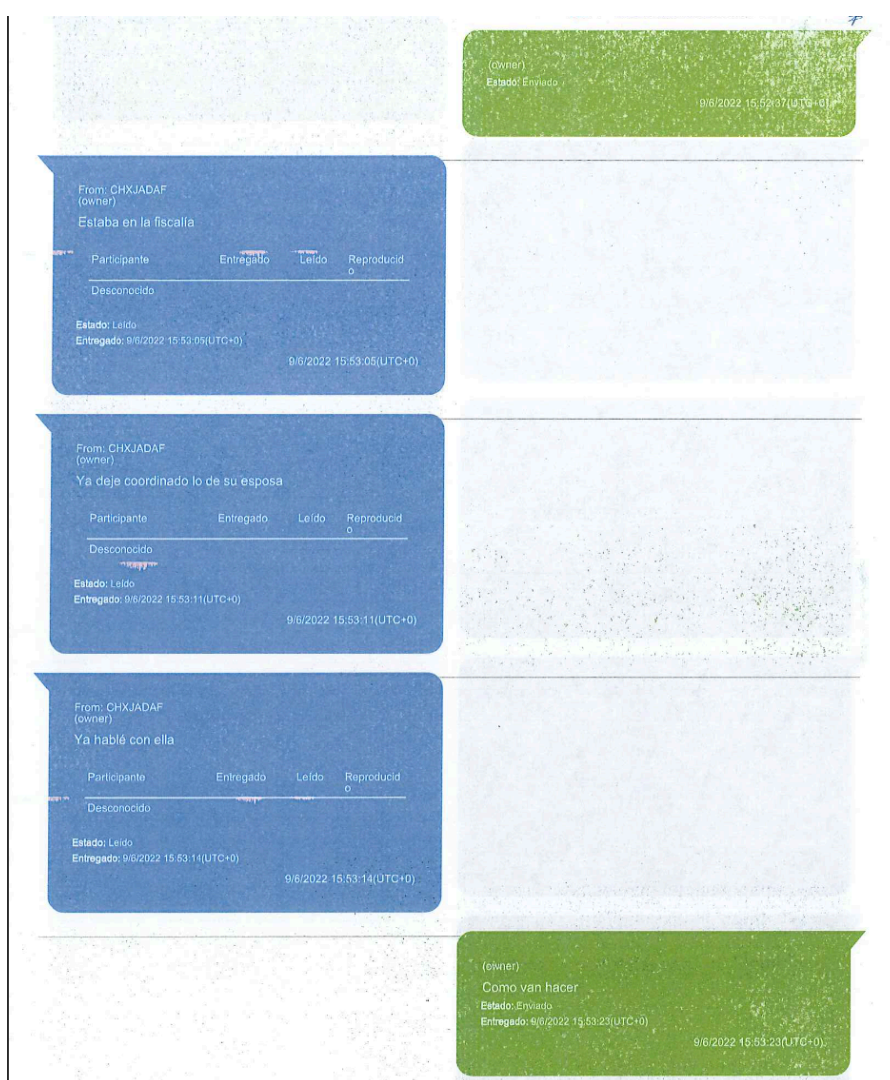 (owner)
Estado: Enviado
9/6/2022 15:52:37(UTC+0)
From: CHXJADAF
(owner)
Estaba en la fiscalía
Participante Entregado Leído Reproducid
o
Desconocido
Estado: Leído
Entregado: 9/6/2022 15:53:05(UTC+0)
9/6/2022 15:53:05(UTC+0)
From: CHXJADAF
(owner)
Ya deje coordinado lo de su esposa
Participante Entregado Leído Reproducid
o
Desconocido
Estado: Leído
Entregado: 9/6/2022 15:53:11(UTC+0)
9/6/2022 15:53:11(UTC+0)
From: CHXJADAF
(owner)
Ya hablé con ella
Participante Entregado Leído Reproducid
o
Desconocido
Estado: Leído
Entregado: 9/6/2022 15:53:14(UTC+0)
9/6/2022 15:53:14(UTC+0)
(owner)
Como van hacer
Estado: Enviado
Entregado: 9/6/2022 15:53:23(UTC+0)
9/6/2022 15:53:23(UTC+0)